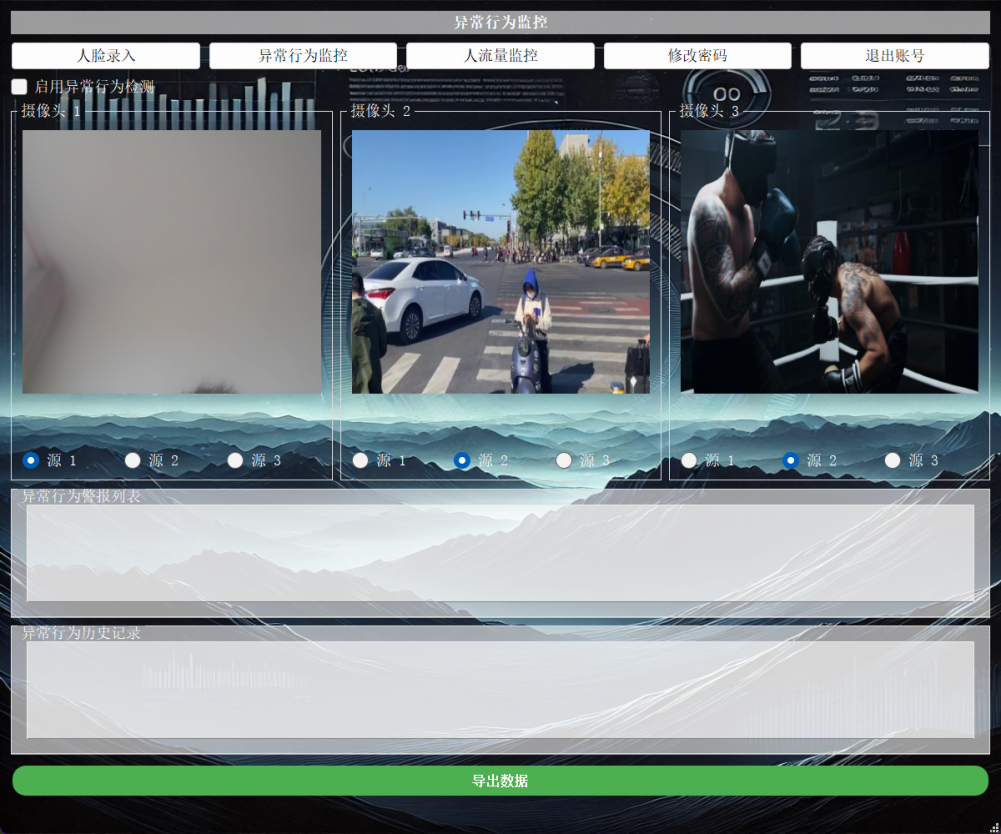 异常行为监控
人脸录入 异常行为监控 人流量监控 修改密码 退出账号
启用异常行为检测
摄像头 1 摄像头 2 摄像头 3
源 1 源 2 源 3 源 1 源 2 源 3 源 1 源 2 源 3
异常行为警报列表
异常行为历史记录
导出数据